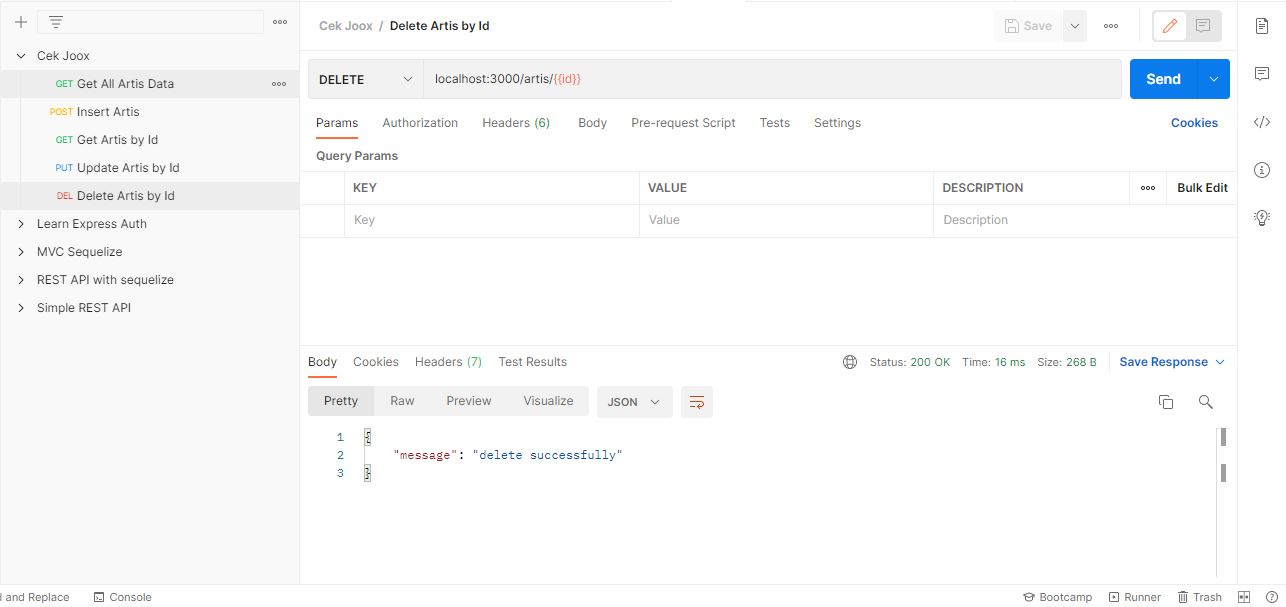 Cek Joox / Delete Artis by Id
Save
Cek Joox
GET Get All Artis Data
POST Insert Artis
GET Get Artis by Id
PUT Update Artis by Id
DEL Delete Artis by Id
Learn Express Auth
MVC Sequelize
REST API with sequelize
Simple REST API
DELETE localhost:3000/artis/{{id}} Send
Params Authorization Headers (6) Body Pre-request Script Tests Settings Cookies
Query Params
KEY VALUE DESCRIPTION Bulk Edit
Key Value Description
Body Cookies Headers (7) Test Results Status: 200 OK Time: 16 ms Size: 268 B Save Response
Pretty Raw Preview Visualize JSON
1 {
2 "message": "delete successfully"
3 }
and Replace Console Bootcamp Runner Trash